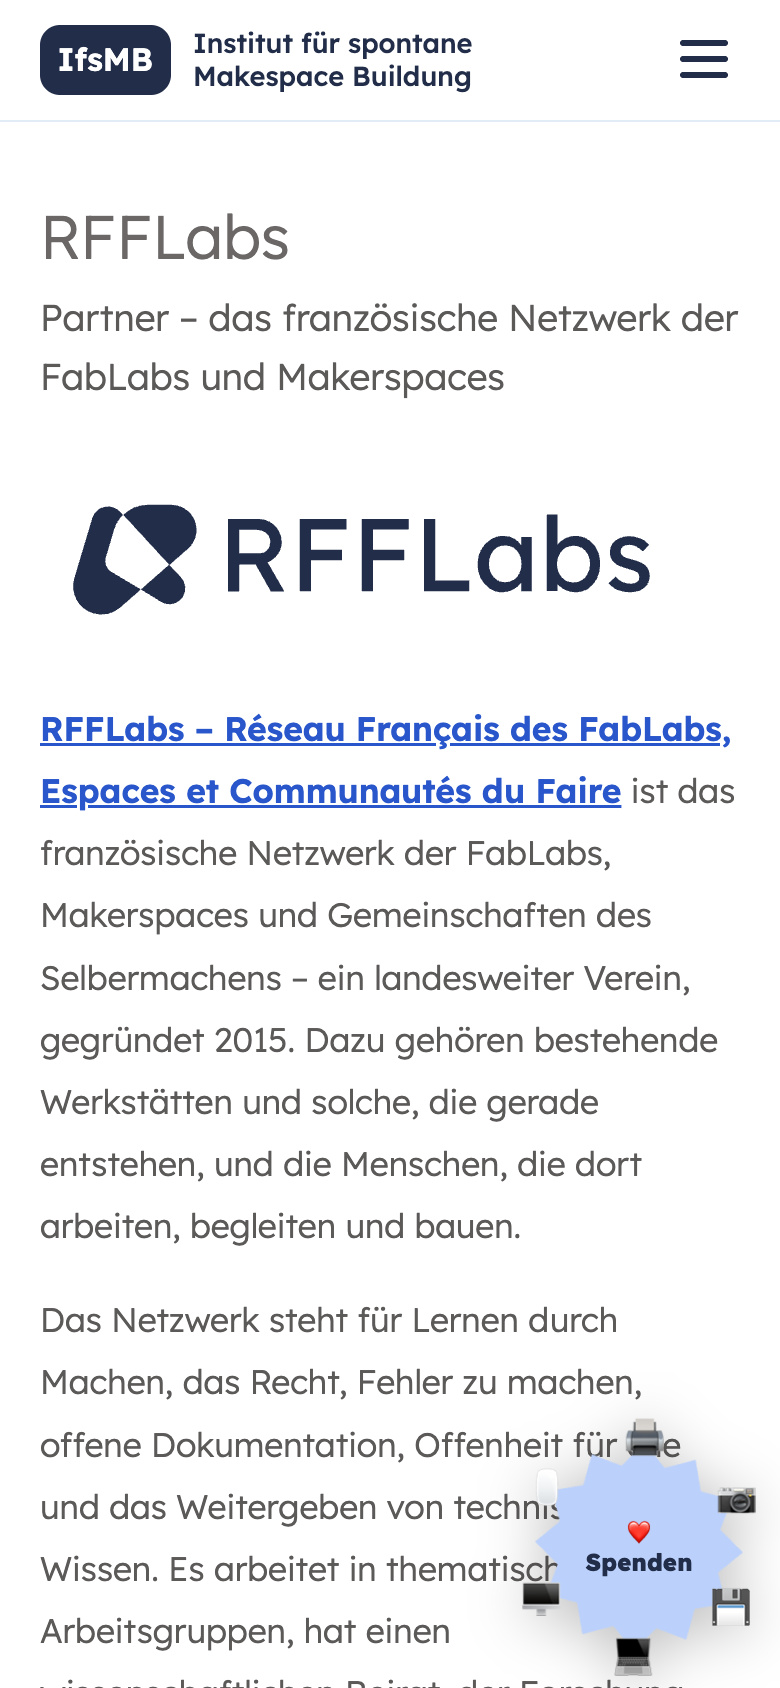 IfsMB
Institut für spontane
Makespace Buildung
RFFLabs
Partner – das französische Netzwerk der
FabLabs und Makerspaces
RFFLabs
RFFLabs – Réseau Français des FabLabs,
Espaces et Communautés du Faire ist das
französische Netzwerk der FabLabs,
Makerspaces und Gemeinschaften des
Selbermachens – ein landesweiter Verein,
gegründet 2015. Dazu gehören bestehende
Werkstätten und solche, die gerade
entstehen, und die Menschen, die dort
arbeiten, begleiten und bauen.
Das Netzwerk steht für Lernen durch
Machen, das Recht, Fehler zu machen,
offene Dokumentation, Offenheit für
und das Weitergeben von
Wissen. Es arbeitet in
Arbeitsgruppen, hat einen
wissenschaftlichen Beirat, der Forschung
Spenden